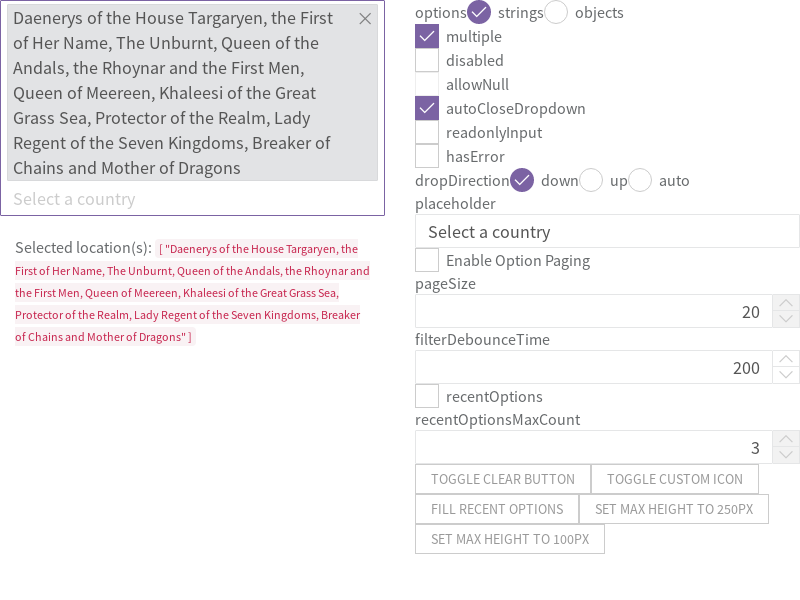 Daenerys of the House Targaryen, the First
of Her Name, The Unburnt, Queen of the
Andals, the Rhoynar and the First Men,
Queen of Meereen, Khaleesi of the Great
Grass Sea, Protector of the Realm, Lady
Regent of the Seven Kingdoms, Breaker of
Chains and Mother of Dragons
Select a country
Selected location(s): [ "Daenerys of the House Targaryen, the
First of Her Name, The Unburnt, Queen of the Andals, the Rhoynar and
the First Men, Queen of Meereen, Khaleesi of the Great Grass Sea,
Protector of the Realm, Lady Regent of the Seven Kingdoms, Breaker
of Chains and Mother of Dragons" ]
options strings objects
multiple
disabled
allowNull
autoCloseDropdown
readonlyInput
hasError
dropDirection down up auto
placeholder
Select a country
Enable Option Paging
pageSize
20
filterDebounceTime
200
recentOptions
recentOptionsMaxCount
3
TOGGLE CLEAR BUTTON TOGGLE CUSTOM ICON
FILL RECENT OPTIONS SET MAX HEIGHT TO 250PX
SET MAX HEIGHT TO 100PX